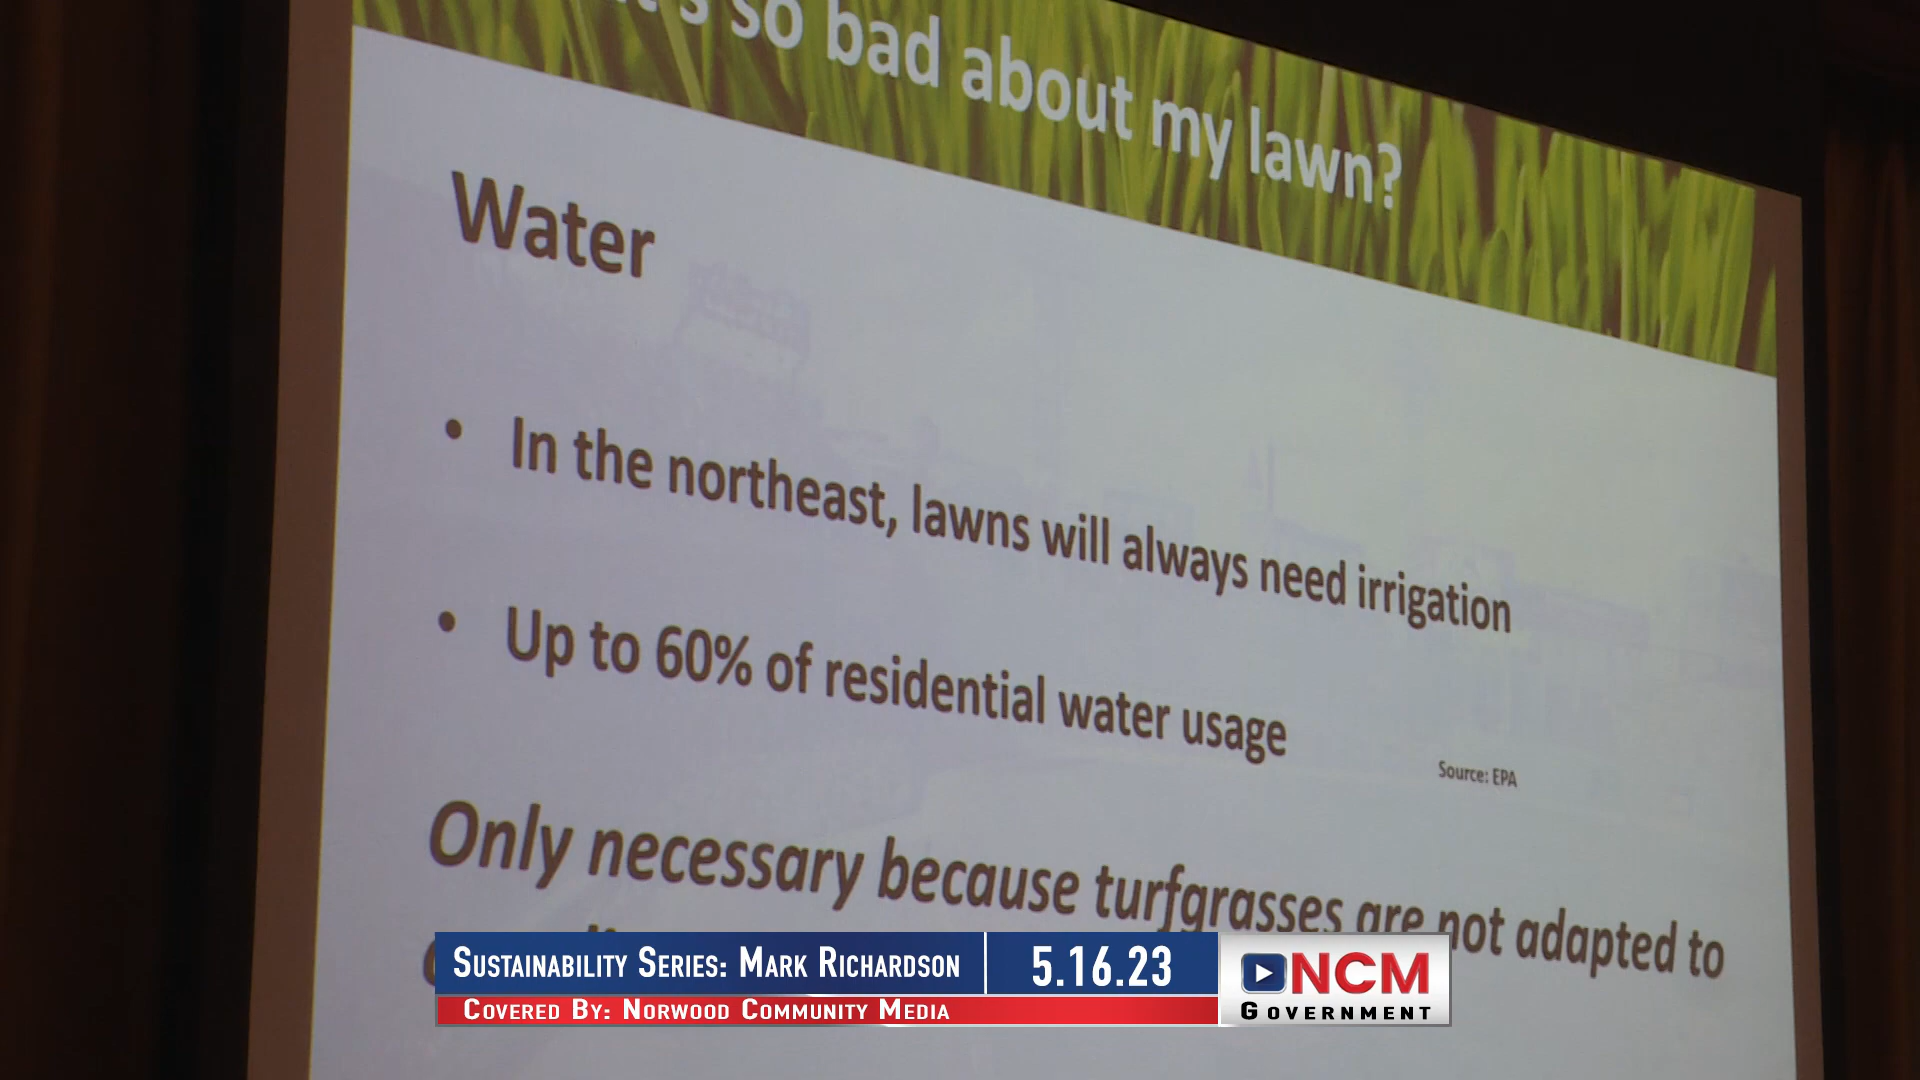 so bad about my lawn?
Water
• In the northeast, lawns will always need irrigation
• Up to 60% of residential water usage
Source: EPA
Only necessary because turfgrasses are not adapted to
SUSTAINABILITY SERIES: MARK RICHARDSON
5.16.23
NCM
COVERED BY: NORWOOD COMMUNITY MEDIA
GOVERNMENT